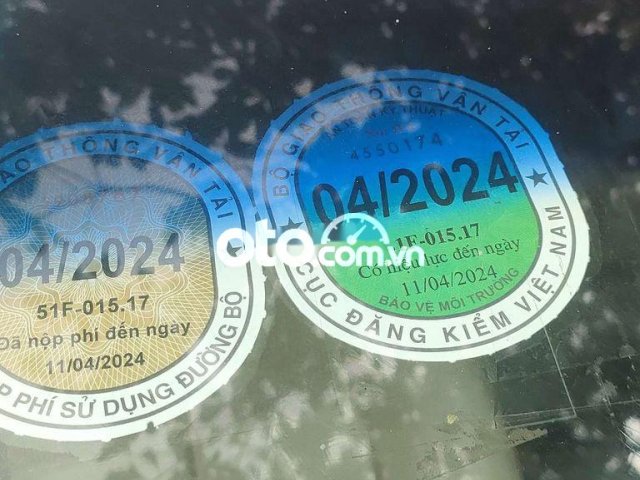 GIAO THÔNG VẬN TẢI
04/2024
51F-015.17
Đã nộp phí đến ngày
11/04/2024
PHÍ SỬ DỤNG ĐƯỜNG BỘ
BỘ GIAO THÔNG VẬN TẢI
KỸ THUẬT
4550174
04/2024
1F-015.17
Có hiệu lực đến ngày
11/04/2024
BẢO VỆ MÔI TRƯỜNG
CỤC ĐĂNG KIỂM VIỆT NAM
oto.com.vn